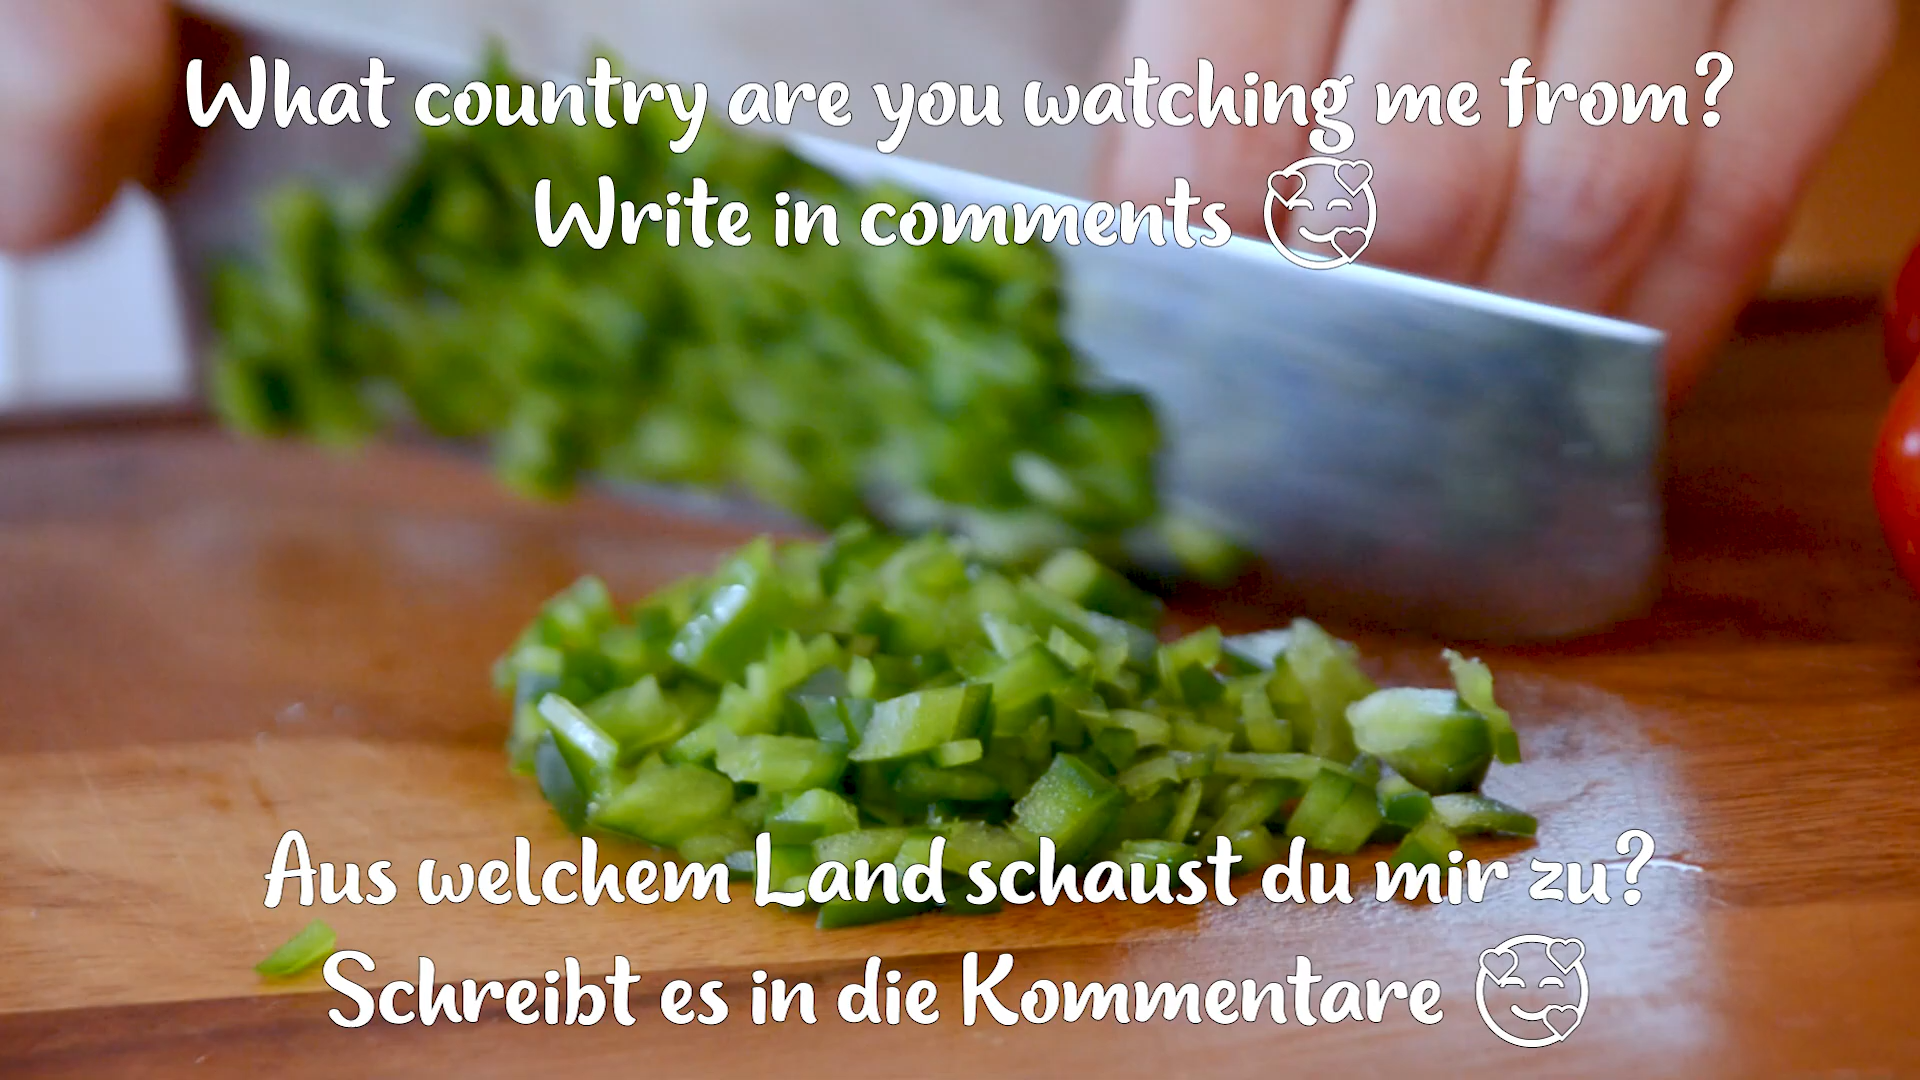 What country are you watching me from?
Write in comments 🥰
Aus welchem Land schaust du mir zu?
Schreibt es in die Kommentare 🥰